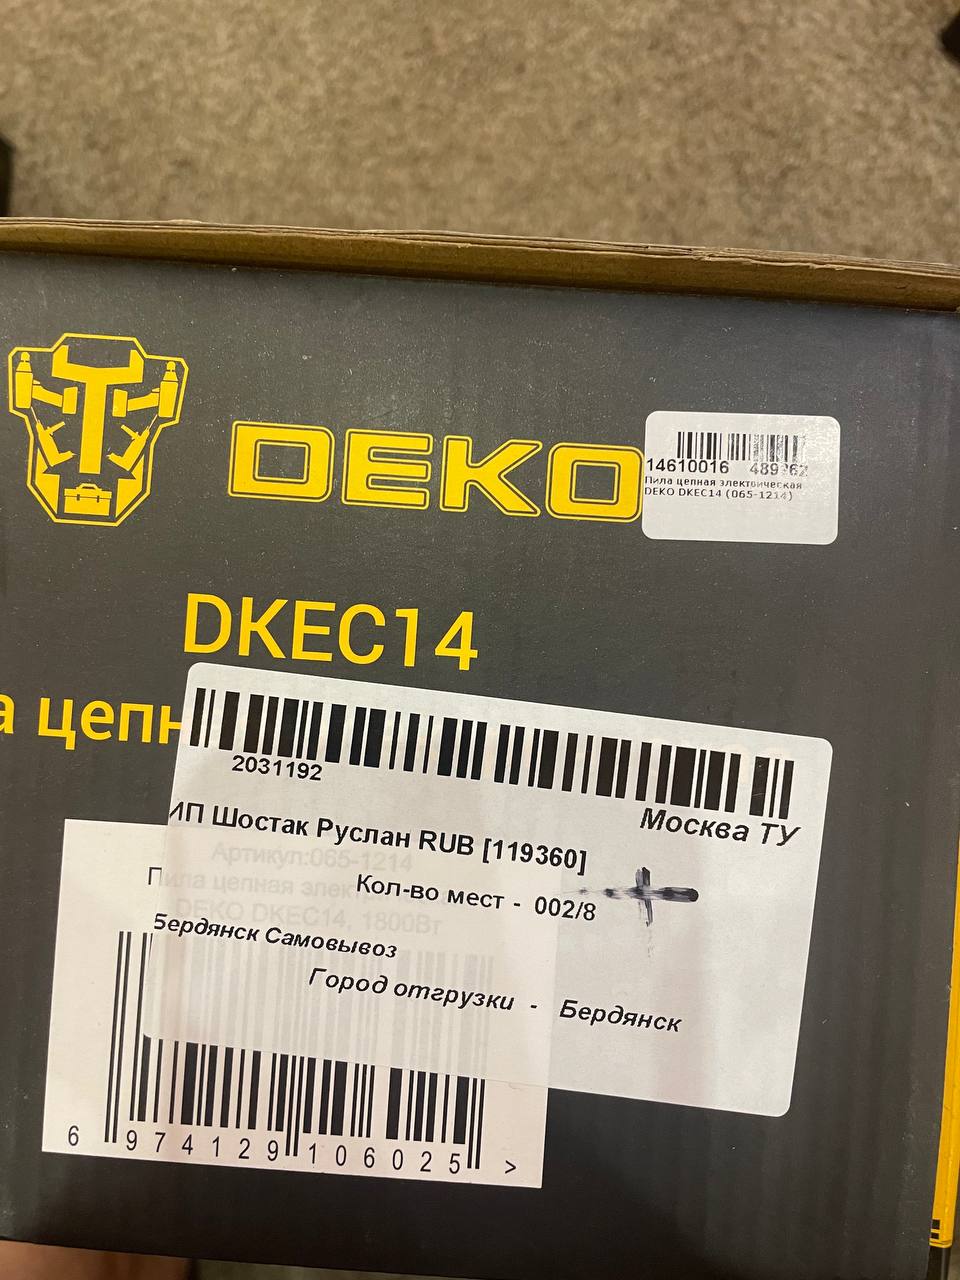 DEKO
14610016
Пила цепная электрическая
DEKO DKEC14 (065-1214)
DKEC14
а цепн
2031192
Москва ТУ
ИП Шостак Руслан RUB [119360]
Артикул:065-1214
Кол-во мест - 002/8
Пила цепная
DEKO DKEC14, 1800Вт
Бердянск Самовывоз
Город отгрузки - Бердянск
6 974129 106025 >